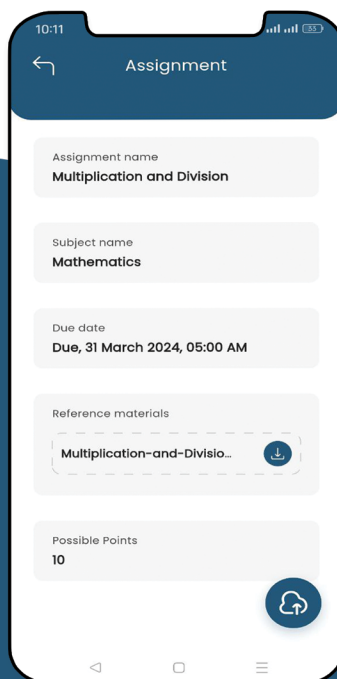 10:11
55
Assignment
Assignment name
Multiplication and Division
Subject name
Mathematics
Due date
Due, 31 March 2024, 05:00 AM
Reference materials
Multiplication-and-Divisio...
Possible Points
10